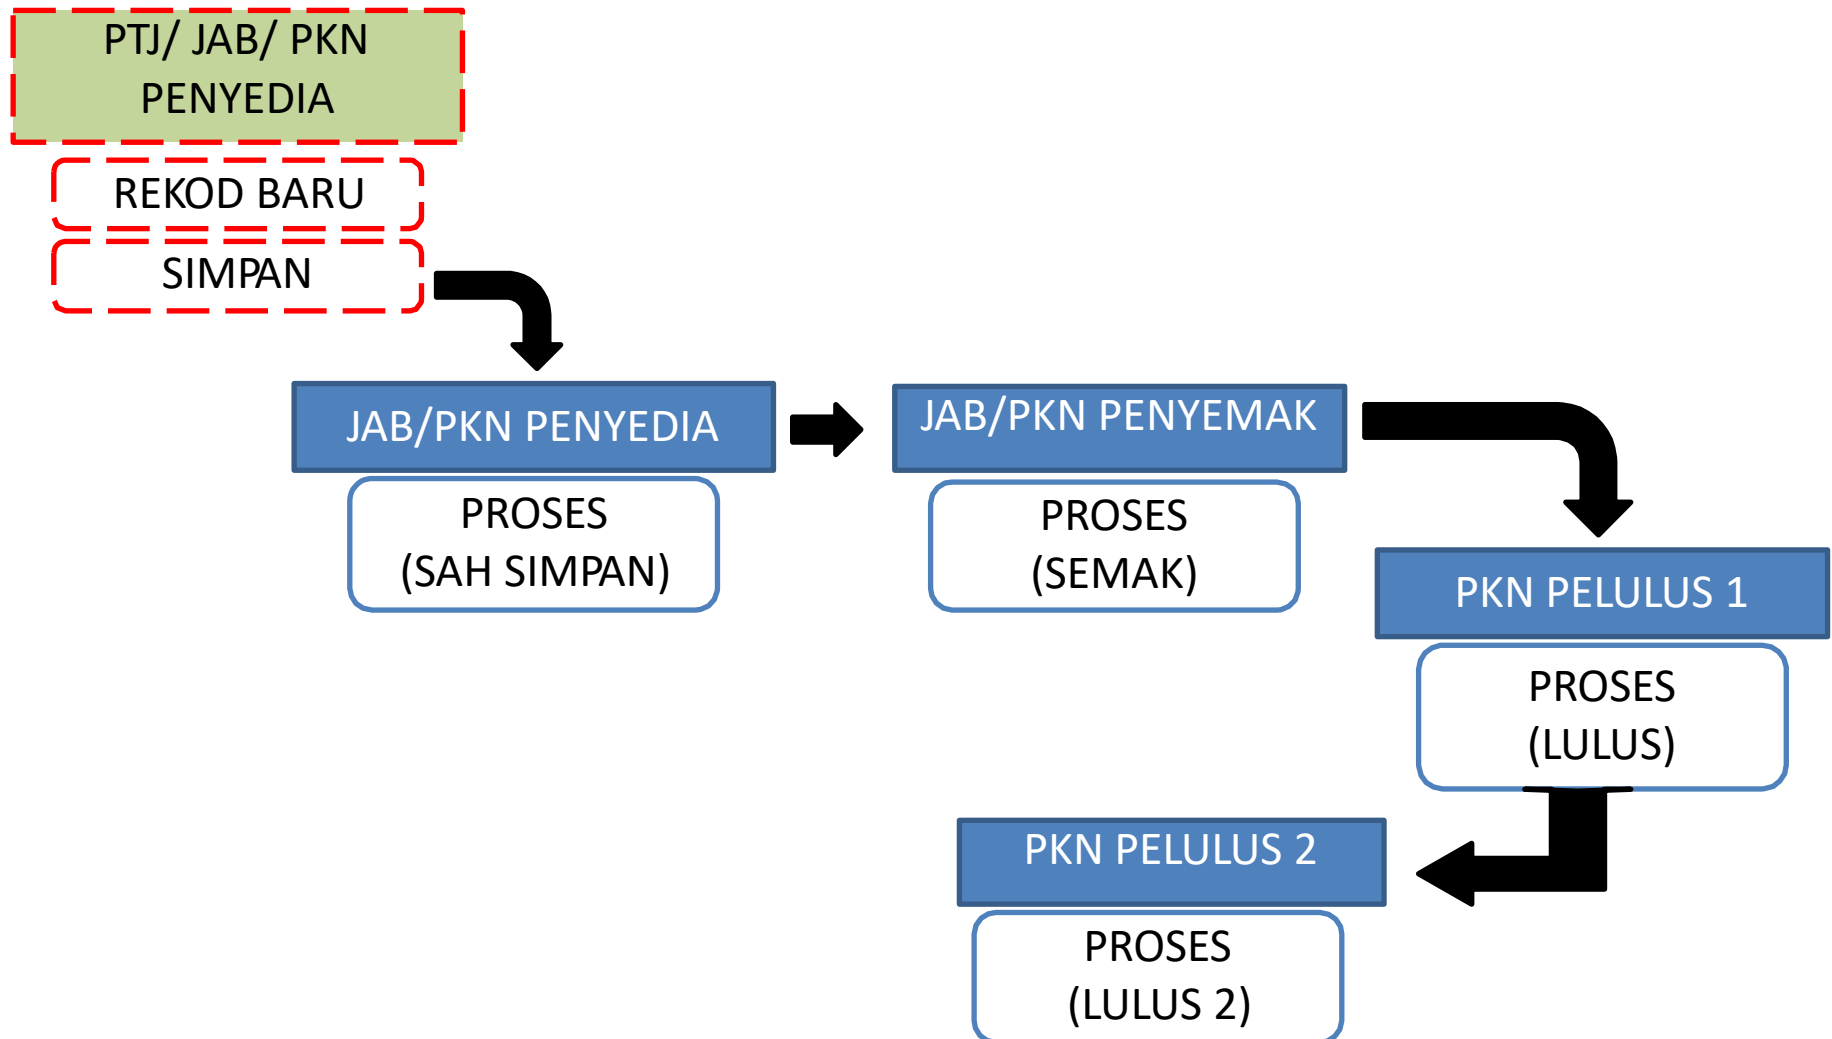 PTJ/ JAB/ PKN
PENYEDIA
REKOD BARU
SIMPAN
JAB/PKN PENYEDIA
PROSES
(SAH SIMPAN)
JAB/PKN PENYEMAK
PROSES
(SEMAK)
PKN PELULUS 1
PROSES
(LULUS)
PKN PELULUS 2
PROSES
(LULUS 2)